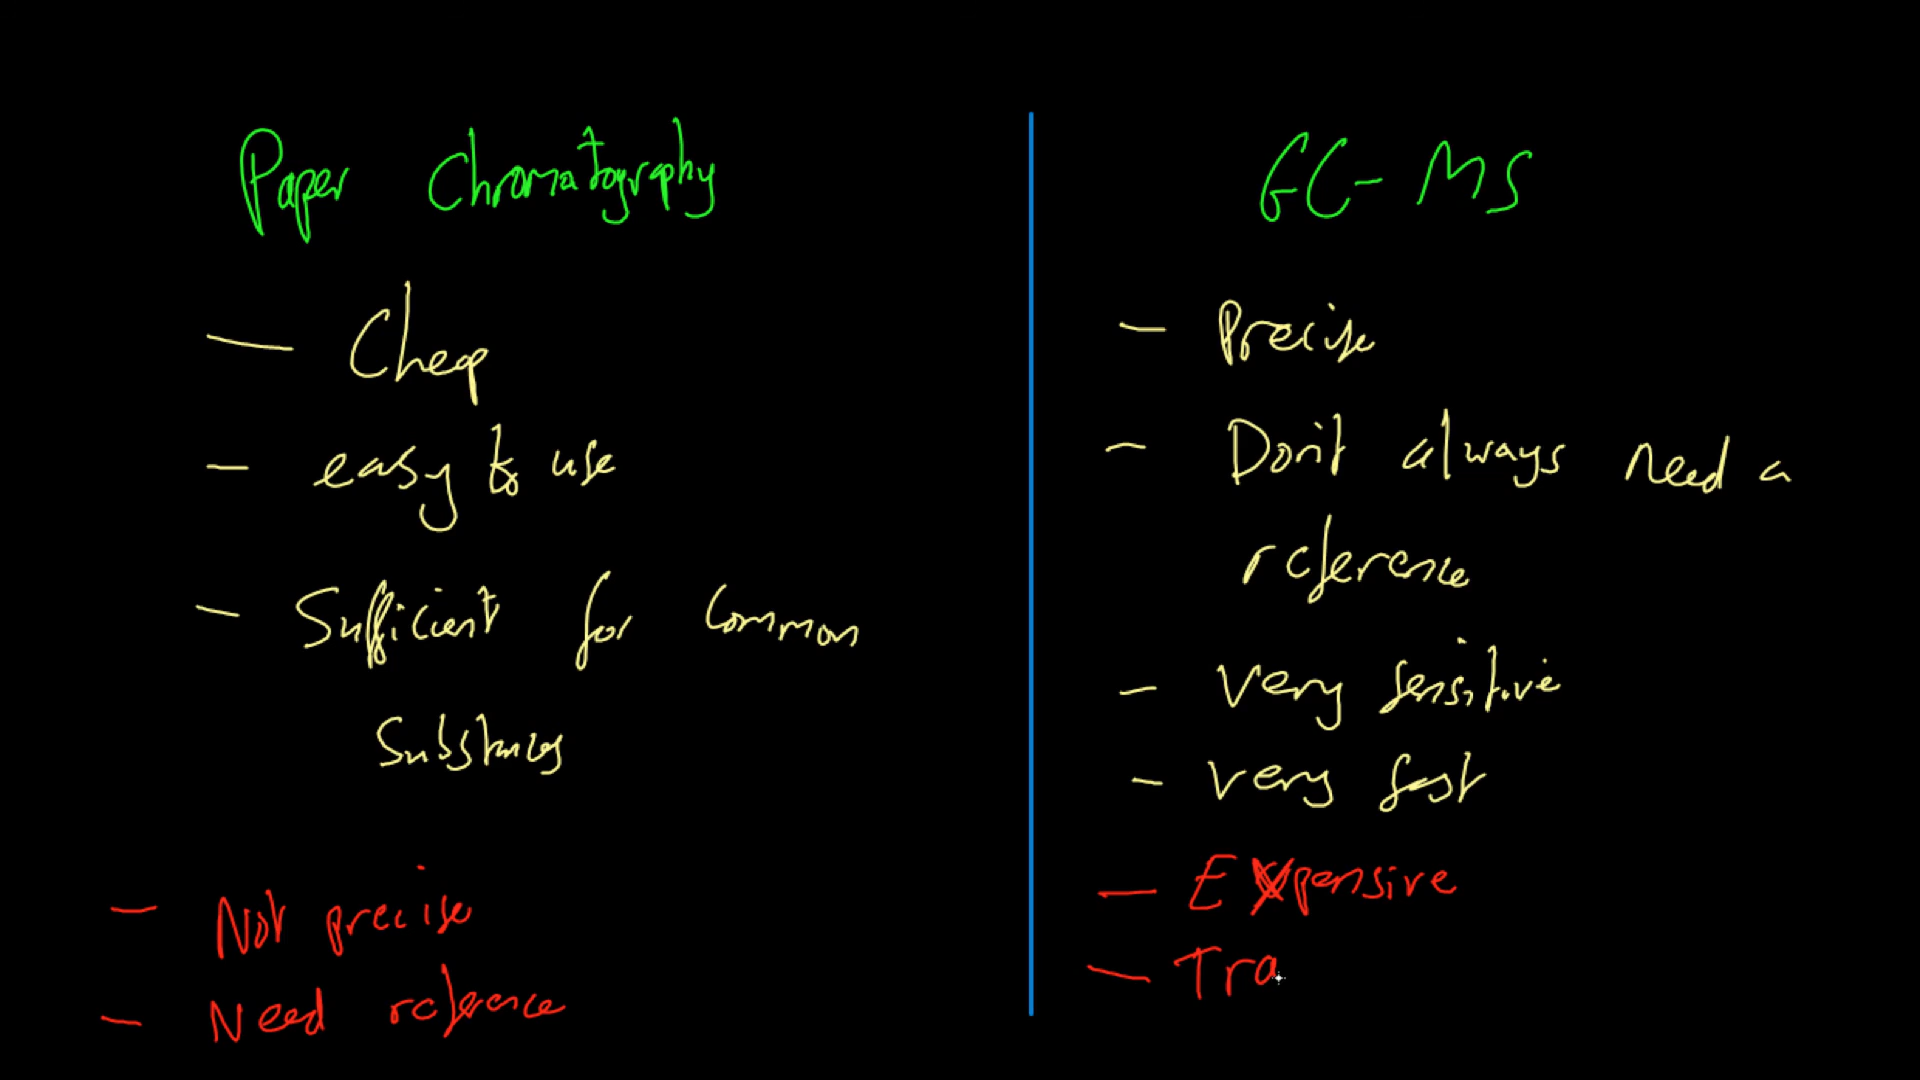 Paper Chromatography
- Cheap
- easy to use
- Sufficient for common
substances
- Not precise
- Need reference
GC-MS
- Precise
- Don't always need a
reference
- Very sensitive
- Very fast
- Expensive
- Tra